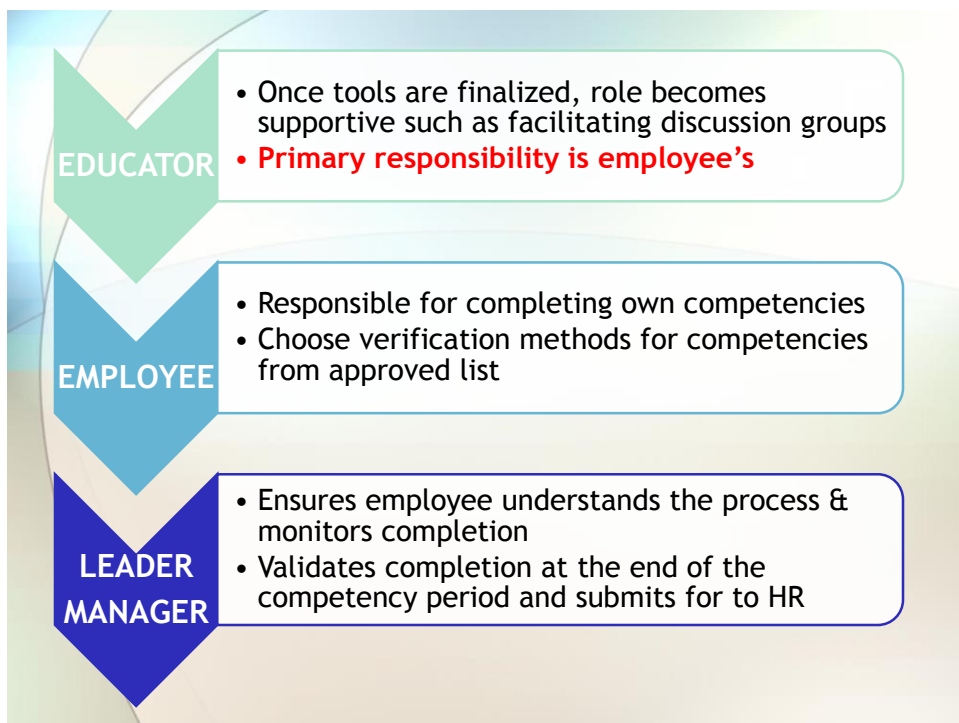 EDUCATOR
• Once tools are finalized, role becomes
supportive such as facilitating discussion groups
• Primary responsibility is employee’s
EMPLOYEE
• Responsible for completing own competencies
• Choose verification methods for competencies
from approved list
LEADER
MANAGER
• Ensures employee understands the process &
monitors completion
• Validates completion at the end of the
competency period and submits for to HR